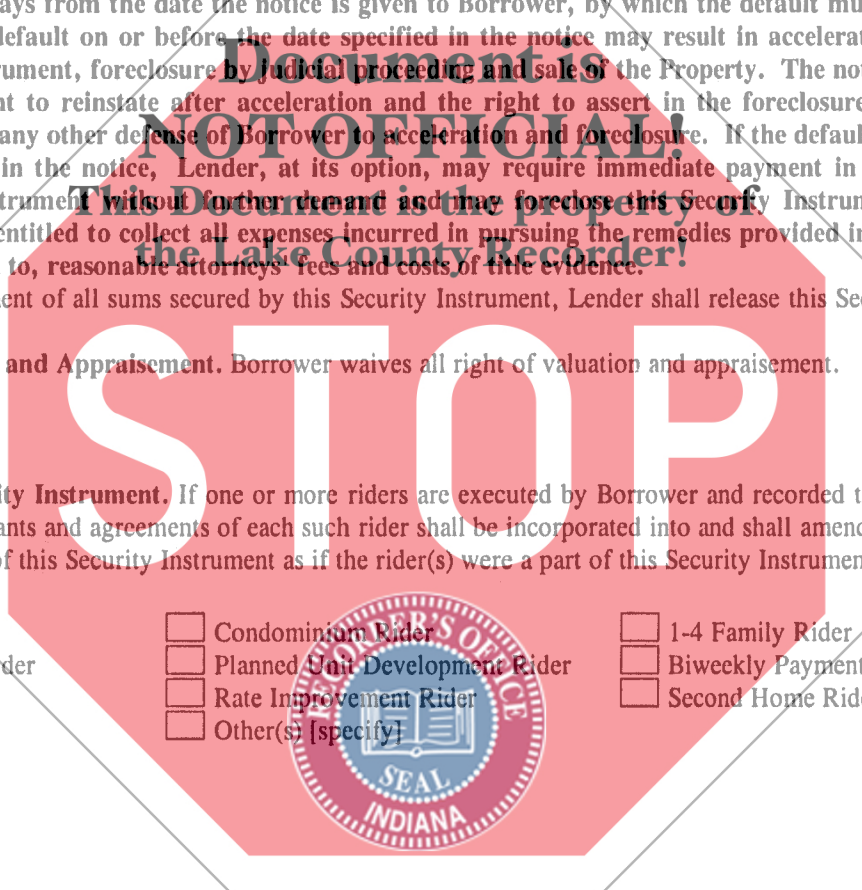 ays from the date the notice is given to Borrower, by which the default mu
default on or before the date specified in the notice may result in accelerat
rument, foreclosure by judicial proceeding and sale of the Property. The no
nt to reinstate after acceleration and the right to assert in the foreclosure
any other defense of Borrower to acceleration and foreclosure. If the defaul
in the notice, Lender, at its option, may require immediate payment in
trument without further demand and may foreclose this Security Instrum
entitled to collect all expenses incurred in pursuing the remedies provided in
to, reasonable attorneys' fees and costs of title evidence.
ent of all sums secured by this Security Instrument, Lender shall release this Se
and Appraisement. Borrower waives all right of valuation and appraisement.
ity Instrument. If one or more riders are executed by Borrower and recorded t
ants and agreements of each such rider shall be incorporated into and shall amend
of this Security Instrument as if the rider(s) were a part of this Security Instrumen
Condominium Rider 1-4 Family Rider
der Planned Unit Development Rider Biweekly Payment
Rate Improvement Rider Second Home Ride
Other(s) [specify]
Document is
NOT OFFICIAL!
This Document is the property of
the Lake County Recorder!
STOP
RECORDER'S OFFICE
SEAL
INDIANA